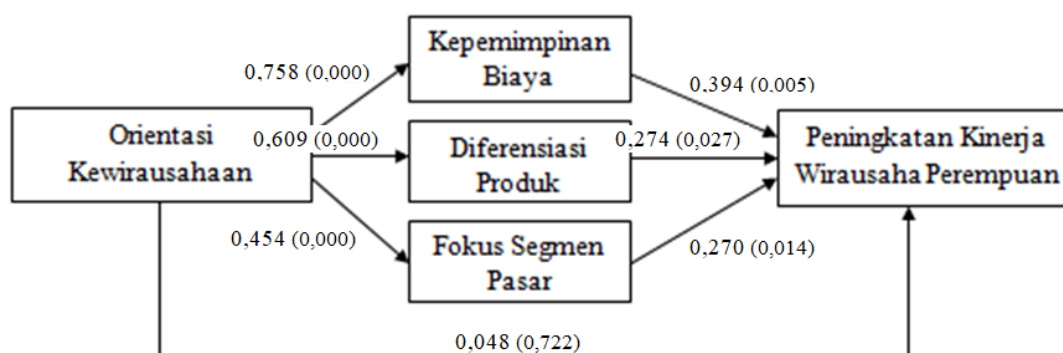 Kepemimpinan
Biaya
0,758 (0,000)
0,394 (0.005)
Orientasi
Kewirausahaan
0,609 (0,000)
Diferensiasi
Produk
0,274 (0,027)
Peningkatan Kinerja
Wirausaha Perempuan
0,454 (0,000)
Fokus Segmen
Pasar
0,270 (0,014)
0,048 (0,722)